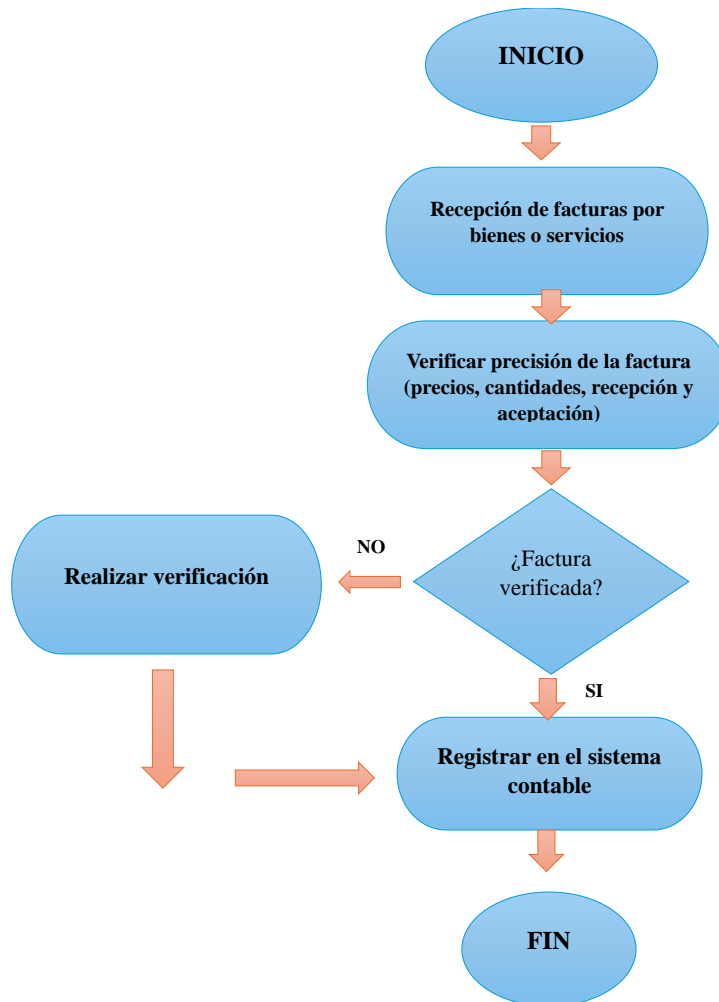 INICIO
Recepción de facturas por
bienes o servicios
Verificar precisión de la factura
(precios, cantidades, recepción y
aceptación)
¿Factura
verificada?
NO
Realizar verificación
SI
Registrar en el sistema
contable
FIN